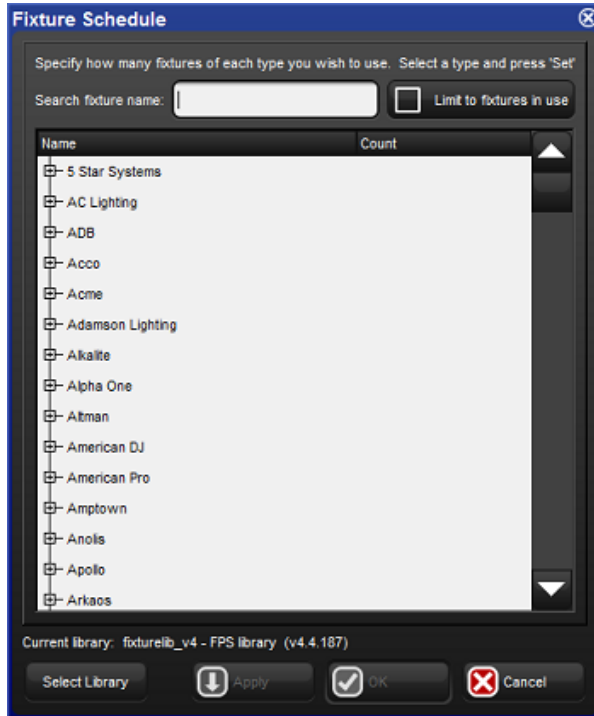 Fixture Schedule
Specify how many fixtures of each type you wish to use. Select a type and press 'Set'
Search fixture name:
Limit to fixtures in use
Name Count
5 Star Systems
AC Lighting
ADB
Acco
Acme
Adamson Lighting
Alkalite
Alpha One
Altman
American DJ
American Pro
Amptown
Anolis
Apollo
Arkaos
Current library: fixturelib_v4 - FPS library (v4.4.187)
Select Library Apply OK Cancel